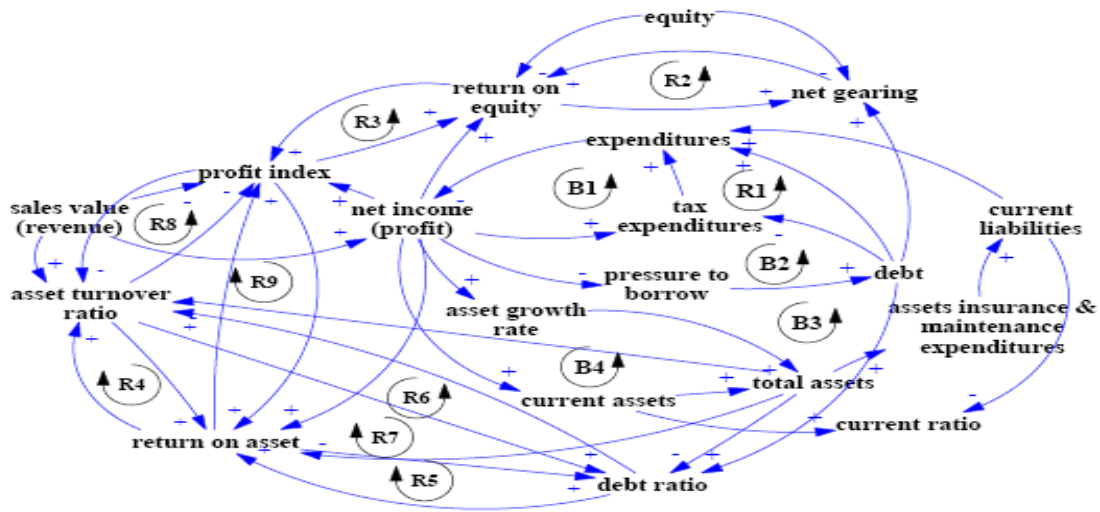 equity
R2
return on
equity
net gearing
R3
expenditures
profit index
B1
R1
sales value
(revenue)
R8
net income
(profit)
tax
expenditures
current
liabilities
B2
R9
pressure to
borrow
debt
asset turnover
ratio
asset growth
rate
assets insurance &
maintenance
expenditures
B3
B4
R4
R6
current assets
total assets
current ratio
R7
return on asset
R5
debt ratio